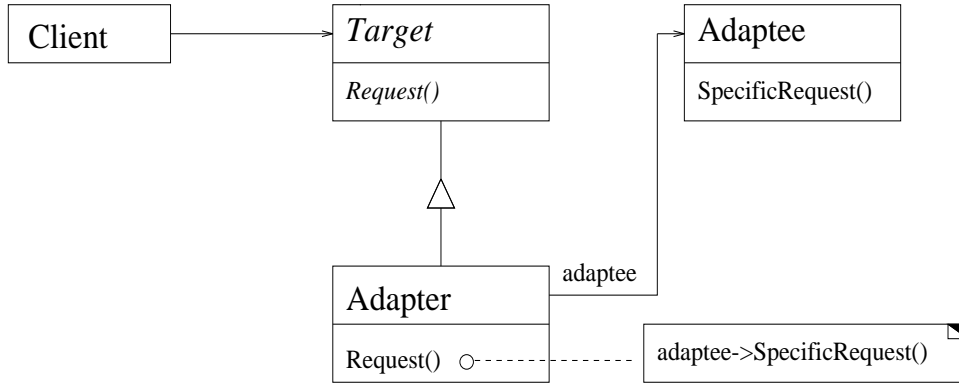 Client
Target
Request()
Adaptee
SpecificRequest()
adaptee
Adapter
Request()
adaptee->SpecificRequest()